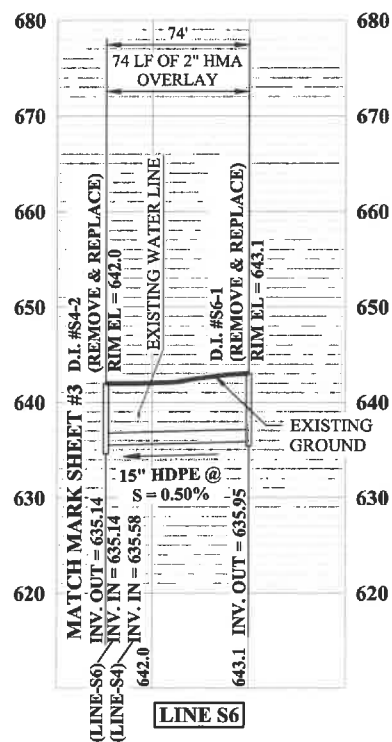 680
680
74'
74 LF OF 2" HMA
OVERLAY
670
670
660
660
650
650
640
640
630
630
620
620
MATCH MARK SHEET #3
D.I. #S4-2
(REMOVE & REPLACE)
RIM EL = 642.0
EXISTING WATER LINE
D.I. #S6-1
(REMOVE & REPLACE)
RIM EL = 643.1
EXISTING
GROUND
15" HDPE @
S = 0.50%
INV. OUT = 635.14
(LINE-S6) INV. IN = 635.14
(LINE-S4) INV. IN = 635.58
642.0
643.1 INV. OUT = 635.95
LINE S6